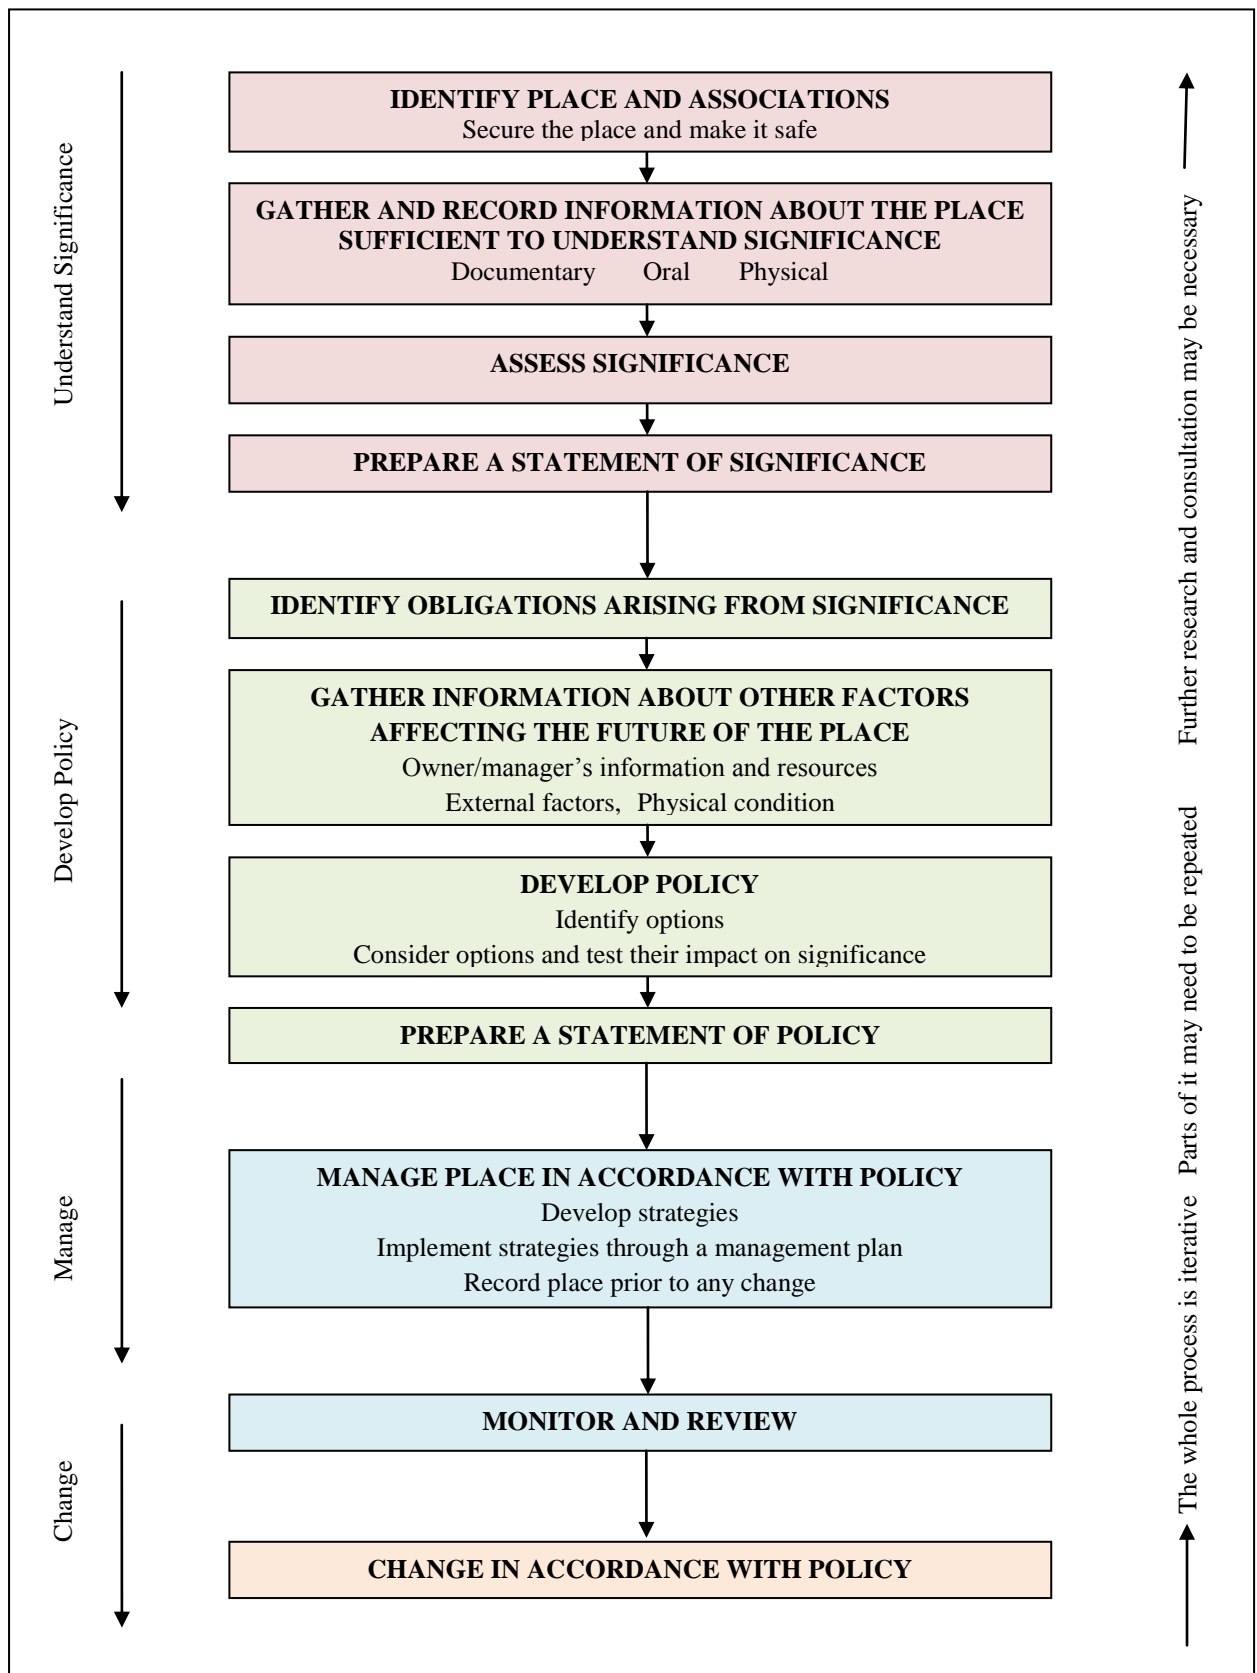 IDENTIFY PLACE AND ASSOCIATIONS
Secure the place and make it safe
GATHER AND RECORD INFORMATION ABOUT THE PLACE
SUFFICIENT TO UNDERSTAND SIGNIFICANCE
Documentary Oral Physical
ASSESS SIGNIFICANCE
PREPARE A STATEMENT OF SIGNIFICANCE
Understand Significance
IDENTIFY OBLIGATIONS ARISING FROM SIGNIFICANCE
GATHER INFORMATION ABOUT OTHER FACTORS
AFFECTING THE FUTURE OF THE PLACE
Owner/manager’s information and resources
External factors, Physical condition
DEVELOP POLICY
Identify options
Consider options and test their impact on significance
PREPARE A STATEMENT OF POLICY
Develop Policy
MANAGE PLACE IN ACCORDANCE WITH POLICY
Develop strategies
Implement strategies through a management plan
Record place prior to any change
Manage
MONITOR AND REVIEW
CHANGE IN ACCORDANCE WITH POLICY
Change
The whole process is iterative Parts of it may need to be repeated Further research and consultation may be necessary